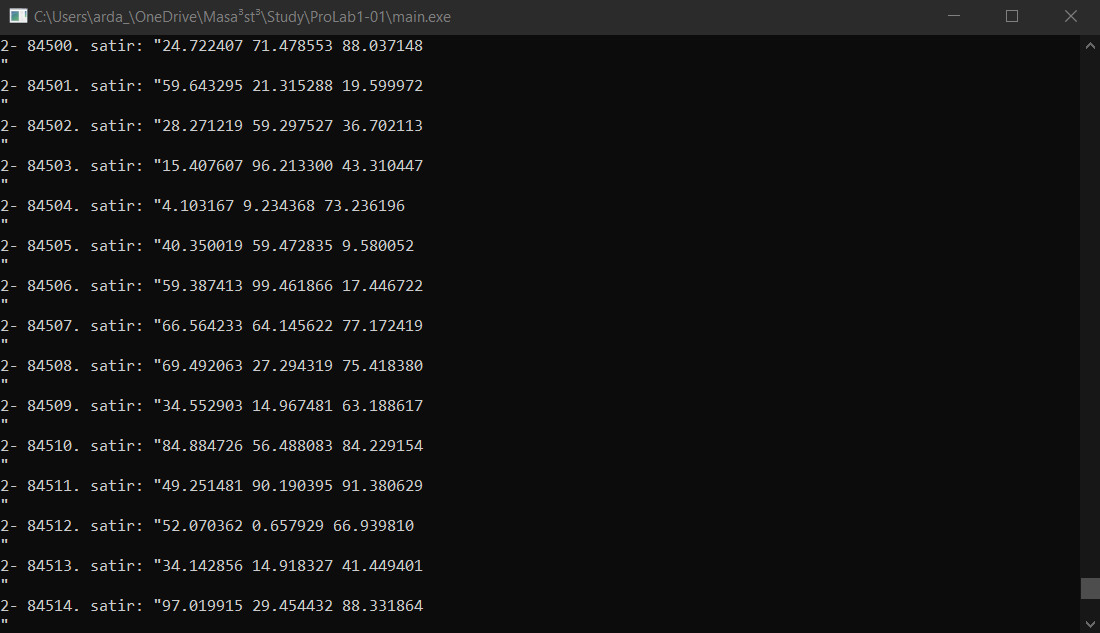 C:\Users\arda_\OneDrive\Masa³st³\Study\ProLab1-01\main.exe
2- 84500. satir: "24.722407 71.478553 88.037148
"
2- 84501. satir: "59.643295 21.315288 19.599972
"
2- 84502. satir: "28.271219 59.297527 36.702113
"
2- 84503. satir: "15.407607 96.213300 43.310447
"
2- 84504. satir: "4.103167 9.234368 73.236196
"
2- 84505. satir: "40.350019 59.472835 9.580052
"
2- 84506. satir: "59.387413 99.461866 17.446722
"
2- 84507. satir: "66.564233 64.145622 77.172419
"
2- 84508. satir: "69.492063 27.294319 75.418380
"
2- 84509. satir: "34.552903 14.967481 63.188617
"
2- 84510. satir: "84.884726 56.488083 84.229154
"
2- 84511. satir: "49.251481 90.190395 91.380629
"
2- 84512. satir: "52.070362 0.657929 66.939810
"
2- 84513. satir: "34.142856 14.918327 41.449401
"
2- 84514. satir: "97.019915 29.454432 88.331864
"